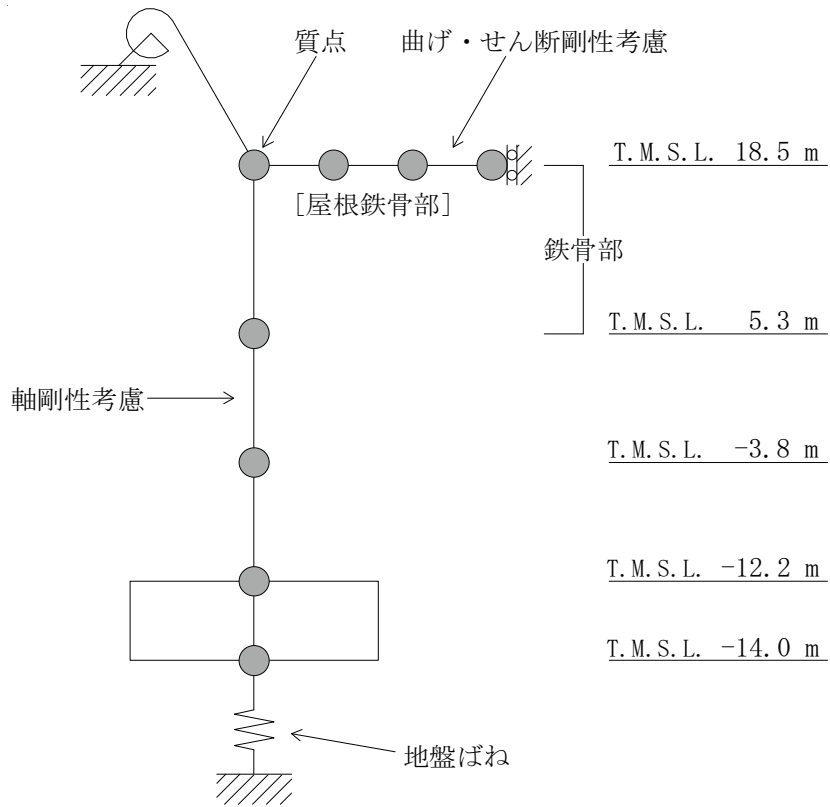 質点
曲げ・せん断剛性考慮
T.M.S.L. 18.5 m
[屋根鉄骨部]
鉄骨部
T.M.S.L. 5.3 m
軸剛性考慮
T.M.S.L. -3.8 m
T.M.S.L. -12.2 m
T.M.S.L. -14.0 m
地盤ばね